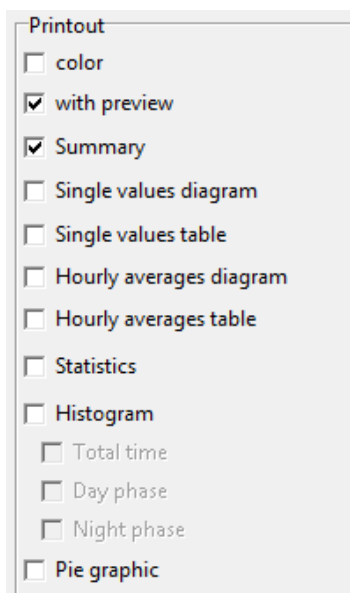 Printout
color
with preview
Summary
Single values diagram
Single values table
Hourly averages diagram
Hourly averages table
Statistics
Histogram
Total time
Day phase
Night phase
Pie graphic